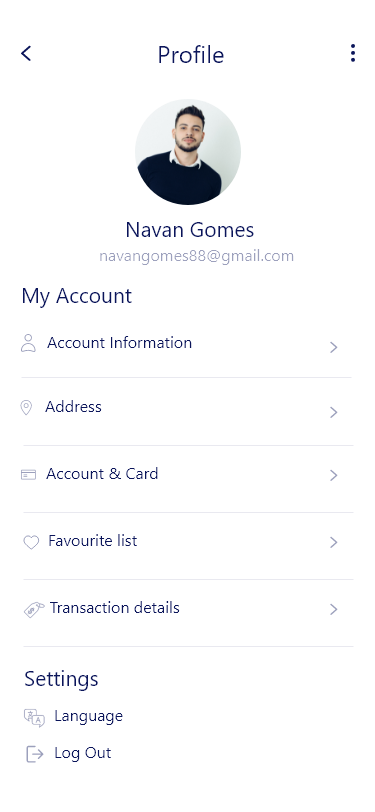 Profile
Navan Gomes
navangomes88@gmail.com
My Account
Account Information
Address
Account & Card
Favourite list
Transaction details
Settings
Language
Log Out